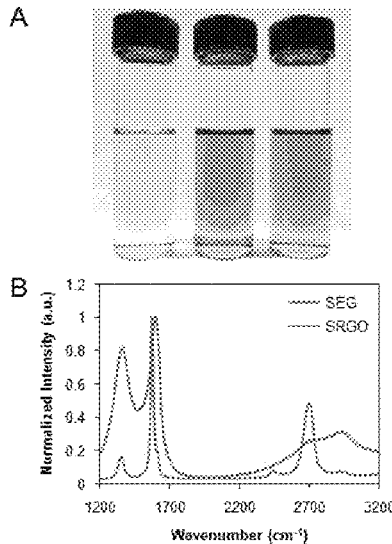 A
B
Normalized Intensity (a.u.)
1.2
1
0.8
0.6
0.4
0.2
0
SEG
SRGO
1200 1700 2200 2700 3200
Wavenumber (cm-1)